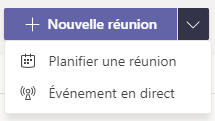 Nouvelle réunion
Planifier une réunion
Événement en direct